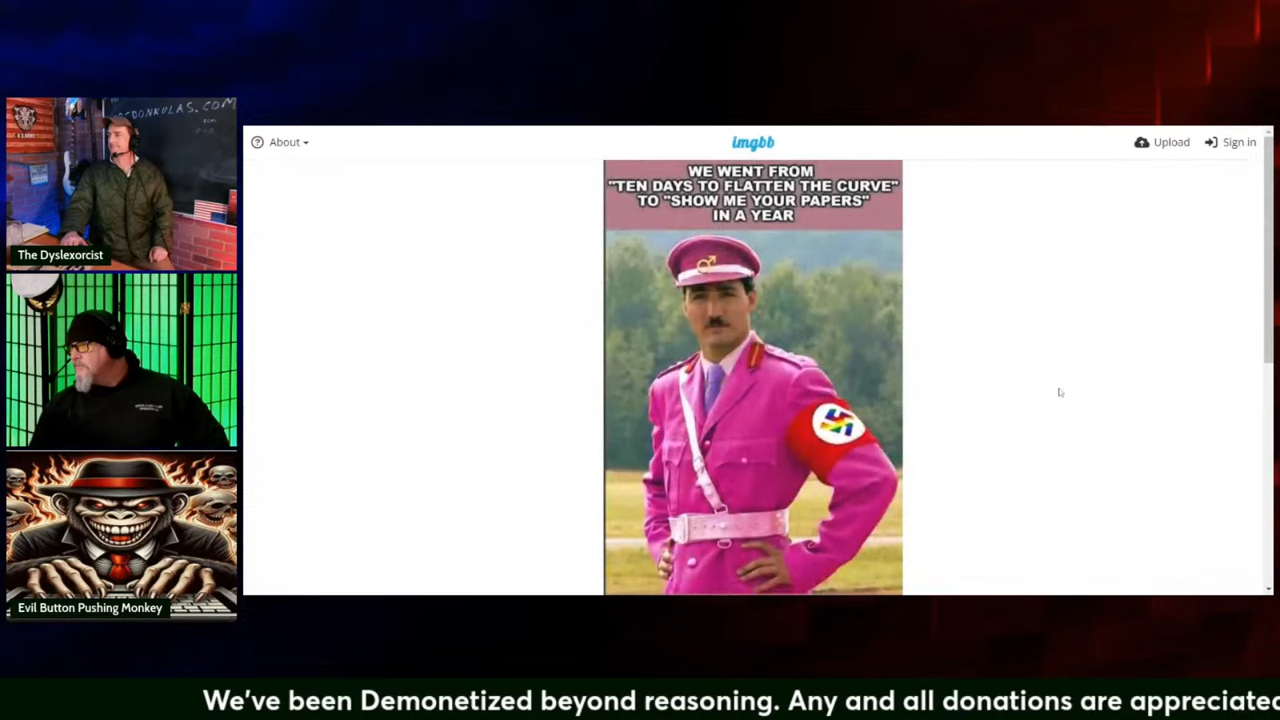 EDONKULAS.COM
The Dyslexorcist
Evil Button Pushing Monkey
About
imgbb
Upload
Sign in
WE WENT FROM
"TEN DAYS TO FLATTEN THE CURVE"
TO "SHOW ME YOUR PAPERS"
IN A YEAR
We've been Demonetized beyond reasoning. Any and all donations are appreciated